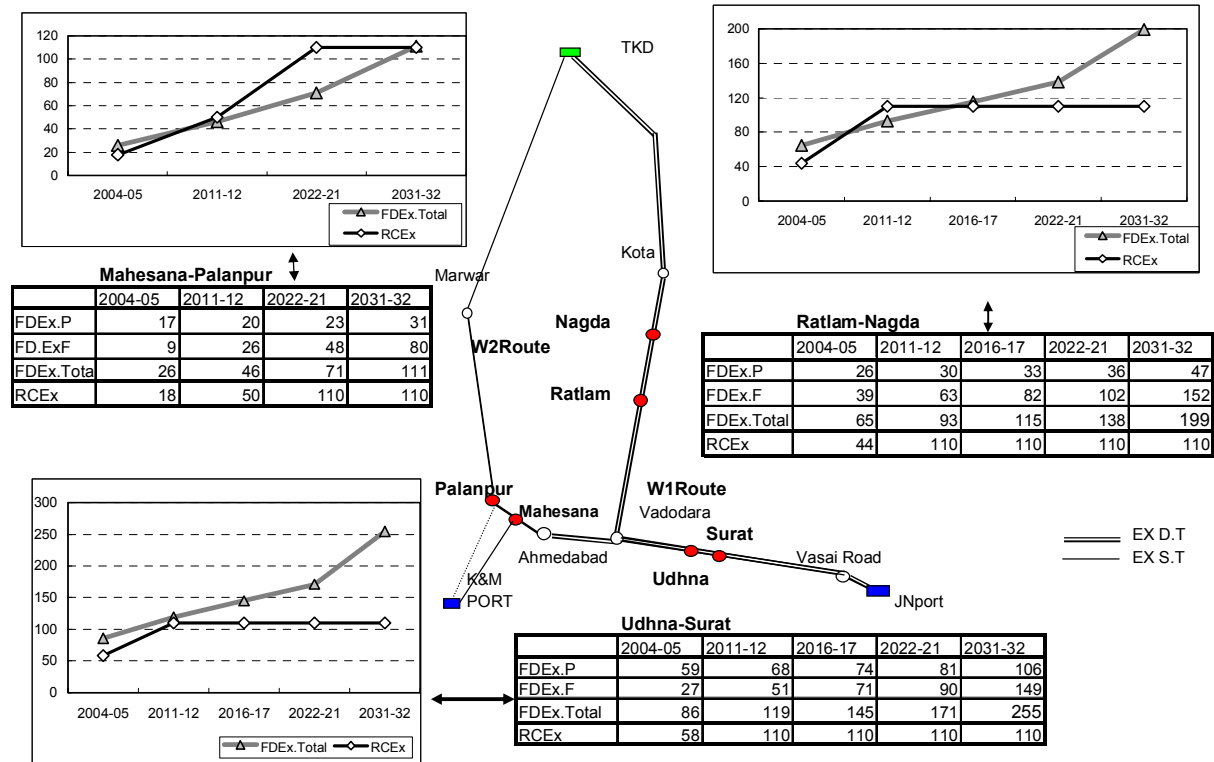 120
100
80
60
40
20
0
2004-05 2011-12 2022-21 2031-32
FDEx.Total
RCEx
Mahesana-Palanpur
2004-05 2011-12 2022-21 2031-32
FDEx.P 17 20 23 31
FD.ExF 9 26 48 80
FDEx.Tota 26 46 71 111
RCEx 18 50 110 110
TKD
Kota
Marwar
Nagda
W2Route
Ratlam
200
160
120
80
40
0
2004-05 2011-12 2016-17 2022-21 2031-32
FDEx.Total
RCEx
Ratlam-Nagda
2004-05 2011-12 2016-17 2022-21 2031-32
FDEx.P 26 30 33 36 47
FDEx.F 39 63 82 102 152
FDEx.Total 65 93 115 138 199
RCEx 44 110 110 110 110
Palanpur
Mahesana
W1Route
Vadodara
Surat
Ahmedabad
Udhna
Vasai Road
K&M
PORT
JNport
EX D.T
EX S.T
300
250
200
150
100
50
0
2004-05 2011-12 2016-17 2022-21 2031-32
FDEx.Total RCEx
Udhna-Surat
2004-05 2011-12 2016-17 2022-21 2031-32
FDEx.P 59 68 74 81 106
FDEx.F 27 51 71 90 149
FDEx.Total 86 119 145 171 255
RCEx 58 110 110 110 110